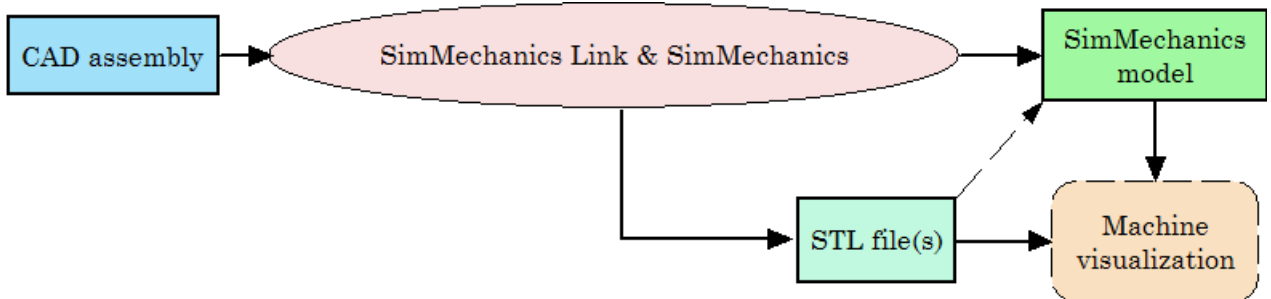 CAD assembly
SimMechanics Link & SimMechanics
SimMechanics
model
STL file(s)
Machine
visualization